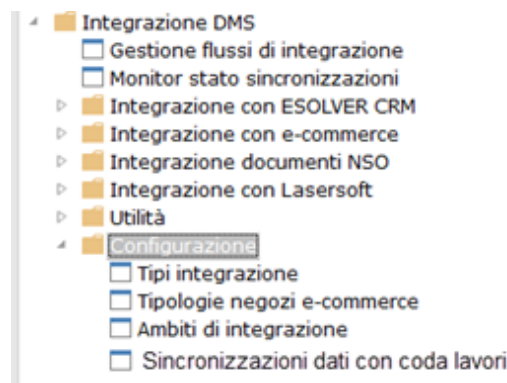 Integrazione DMS
Gestione flussi di integrazione
Monitor stato sincronizzazioni
Integrazione con ESOLVER CRM
Integrazione con e-commerce
Integrazione documenti NSO
Integrazione con Lasersoft
Utilità
Configurazione
Tipi integrazione
Tipologie negozi e-commerce
Ambiti di integrazione
Sincronizzazioni dati con coda lavori